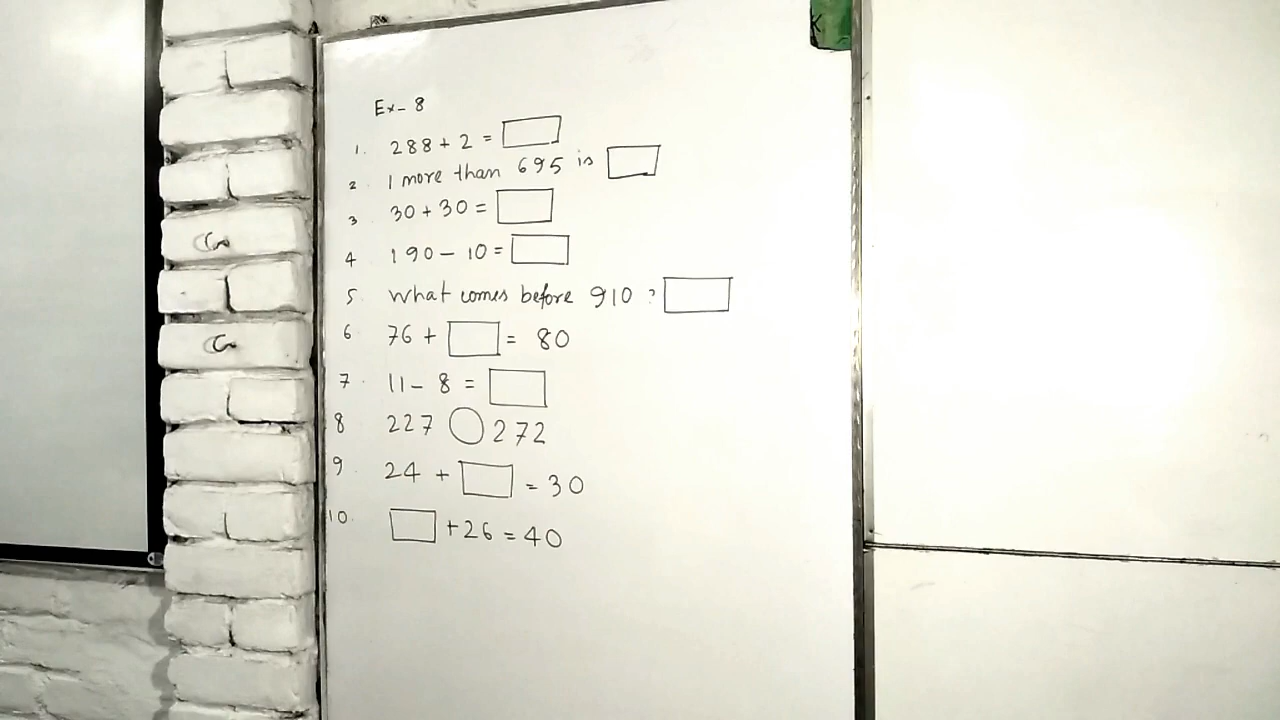 K
Ex- 8
1. 288 + 2 = □
2. 1 more than 695 is □
3 30 + 30 = □
4 190 - 10 = □
5. What comes before 910 ? □
6 76 + □ = 80
7. 11 - 8 = □
8 227 ○ 272
9. 24 + □ = 30
10. □ + 26 = 40